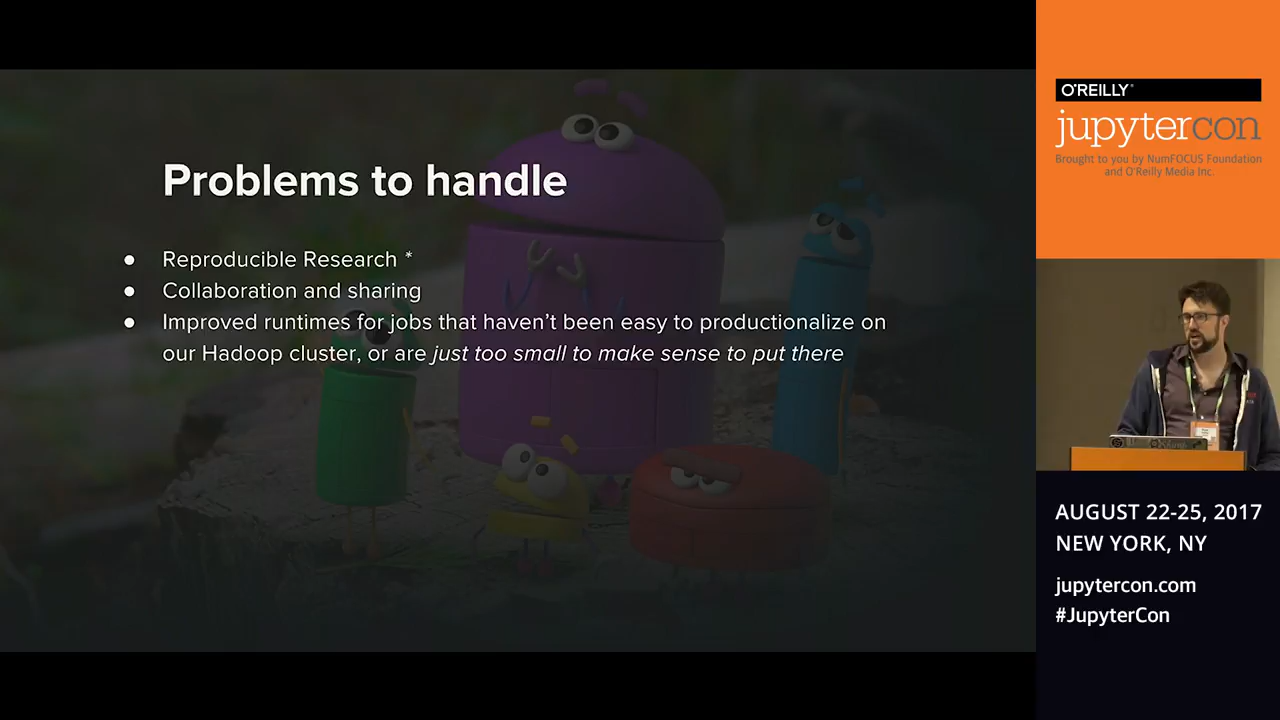 Problems to handle
● Reproducible Research *
● Collaboration and sharing
● Improved runtimes for jobs that haven't been easy to productionalize on
our Hadoop cluster, or are just too small to make sense to put there
O'REILLY®
jupytercon
Brought to you by NumFOCUS Foundation
and O'Reilly Media Inc.
AUGUST 22-25, 2017
NEW YORK, NY
jupytercon.com
#JupyterCon